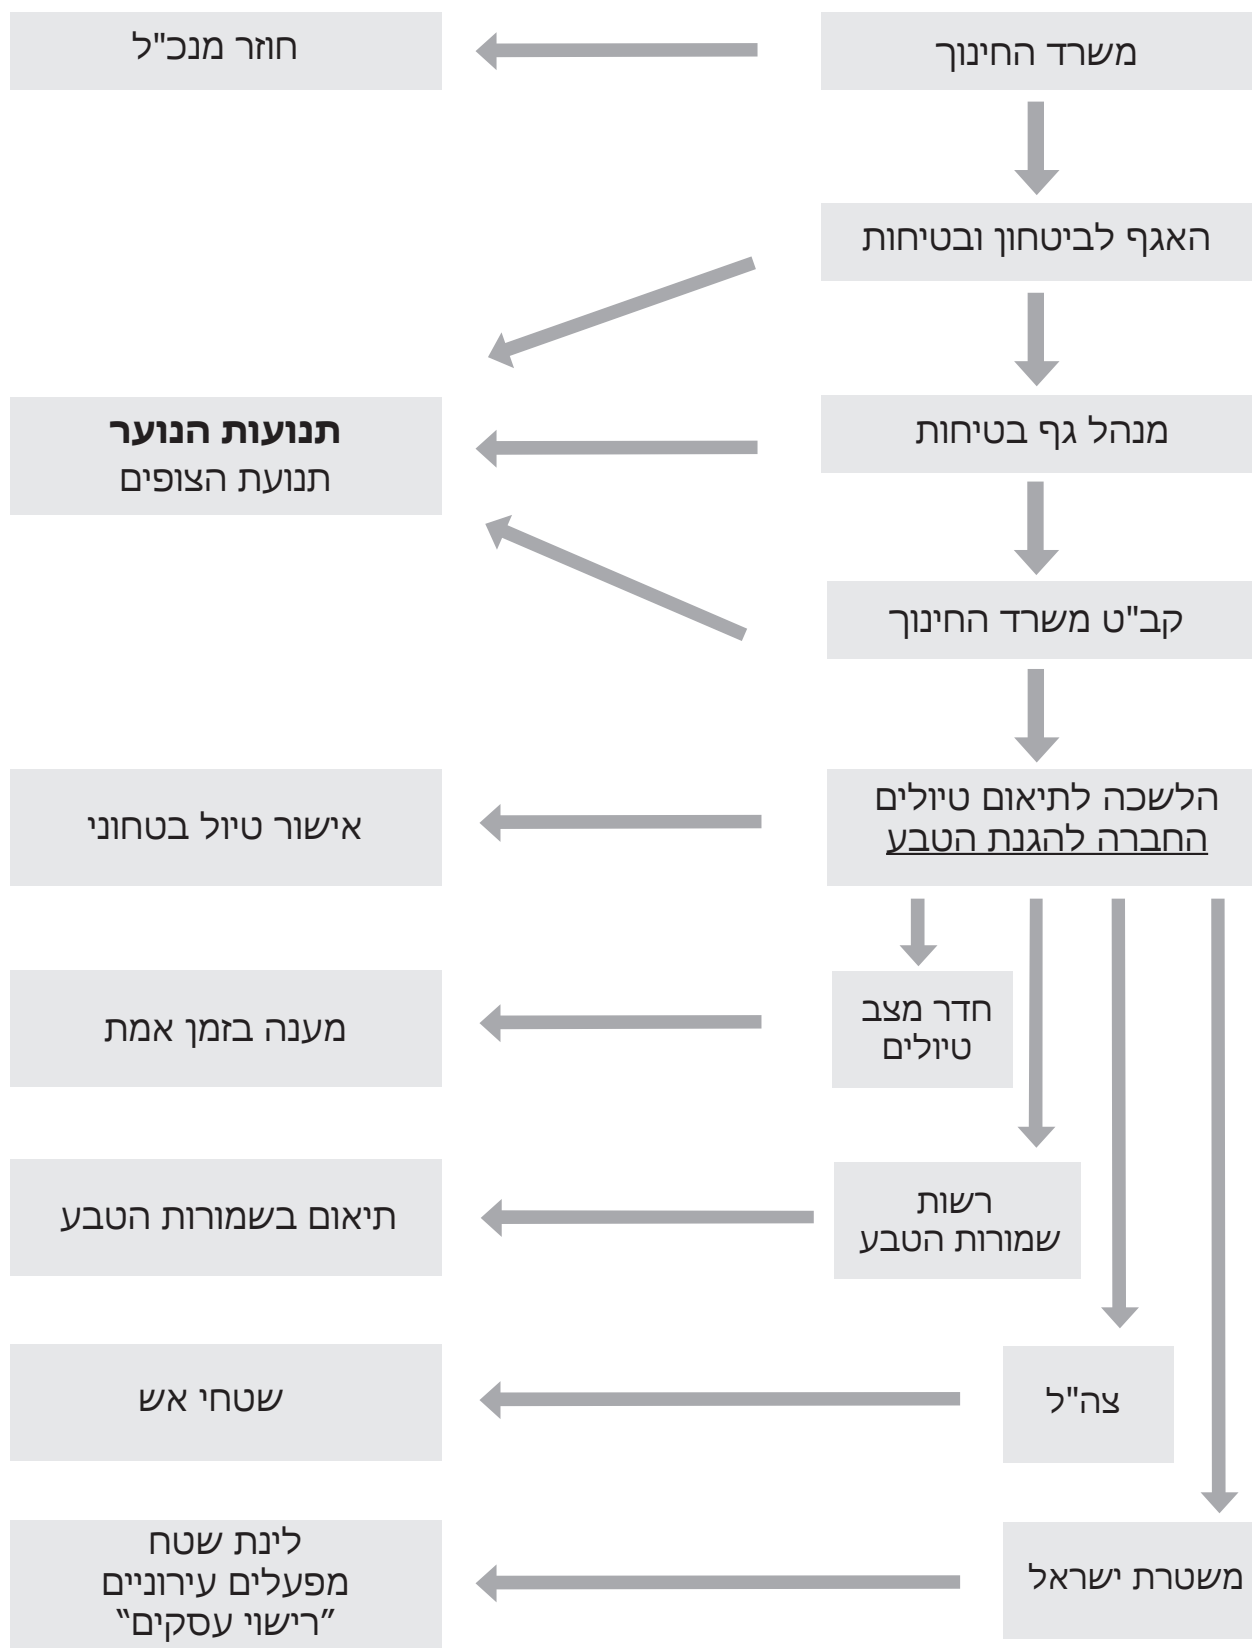 משרד החינוך
חוזר מנכ"ל
האגף לביטחון ובטיחות
מנהל גף בטיחות
תנועות הנוער
תנועת הצופים
קב"ט משרד החינוך
הלשכה לתיאום טיולים
החברה להגנת הטבע
אישור טיול בטחוני
חדר מצב
טיולים
מענה בזמן אמת
רשות
שמורות הטבע
תיאום בשמורות הטבע
צה"ל
שטחי אש
משטרת ישראל
לינת שטח
מפעלים עירוניים
"רישוי עסקים"